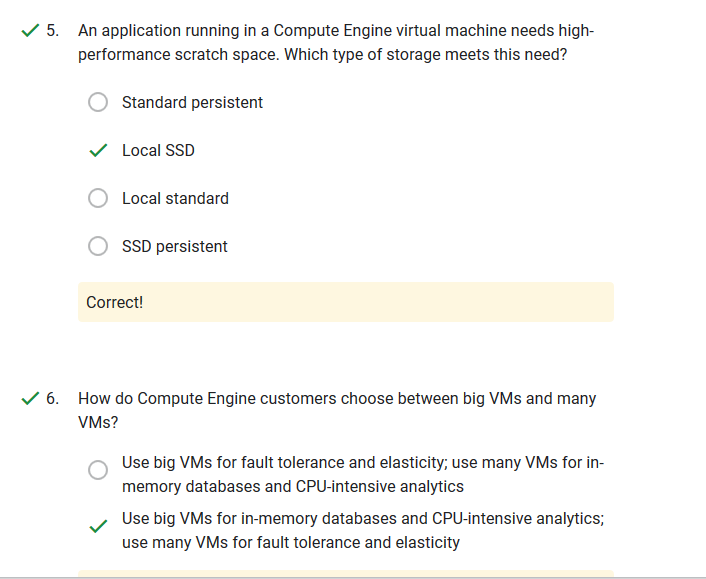 5. An application running in a Compute Engine virtual machine needs high-
performance scratch space. Which type of storage meets this need?
Standard persistent
Local SSD
Local standard
SSD persistent
Correct!
6. How do Compute Engine customers choose between big VMs and many
VMs?
Use big VMs for fault tolerance and elasticity; use many VMs for in-
memory databases and CPU-intensive analytics
Use big VMs for in-memory databases and CPU-intensive analytics;
use many VMs for fault tolerance and elasticity